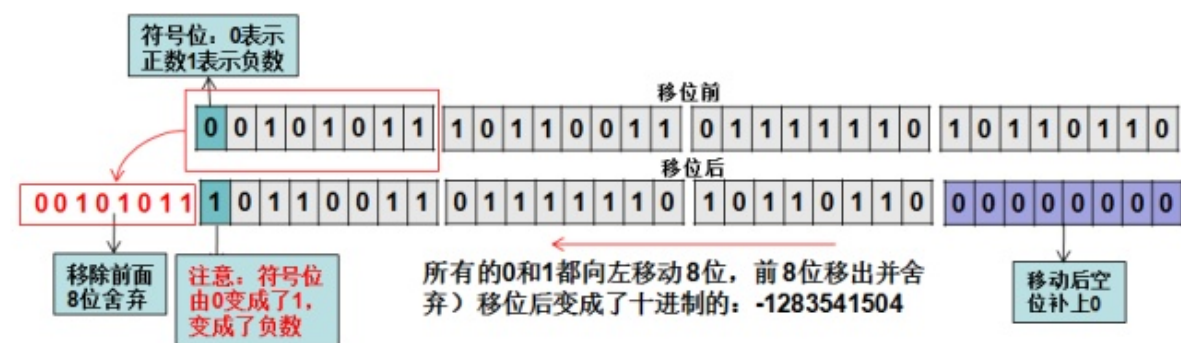 符号位：0表示
正数1表示负数
移位前
0 0 1 0 1 0 1 1 1 0 1 1 0 0 1 1 0 1 1 1 1 1 1 0 1 0 1 1 0 1 1 0
移位后
0 0 1 0 1 0 1 1 1 0 1 1 0 0 1 1 0 1 1 1 1 1 1 0 1 0 1 1 0 1 1 0 0 0 0 0 0 0 0 0
移除前面
8位舍弃
注意：符号位
由0变成了1，
变成了负数
所有的0和1都向左移动8位，前8位移出并舍
弃）移位后变成了十进制的：-1283541504
移动后空
位补上0